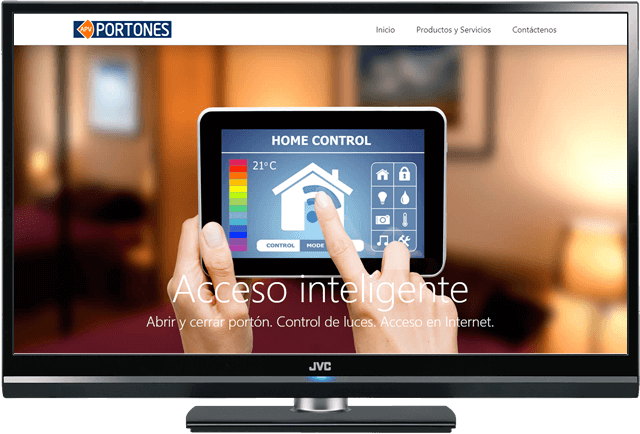 APV PORTONES
Inicio Productos y Servicios Contáctenos
HOME CONTROL
21°C
CONTROL MODE
Acceso inteligente
Abrir y cerrar portón. Control de luces. Acceso en Internet.
JVC